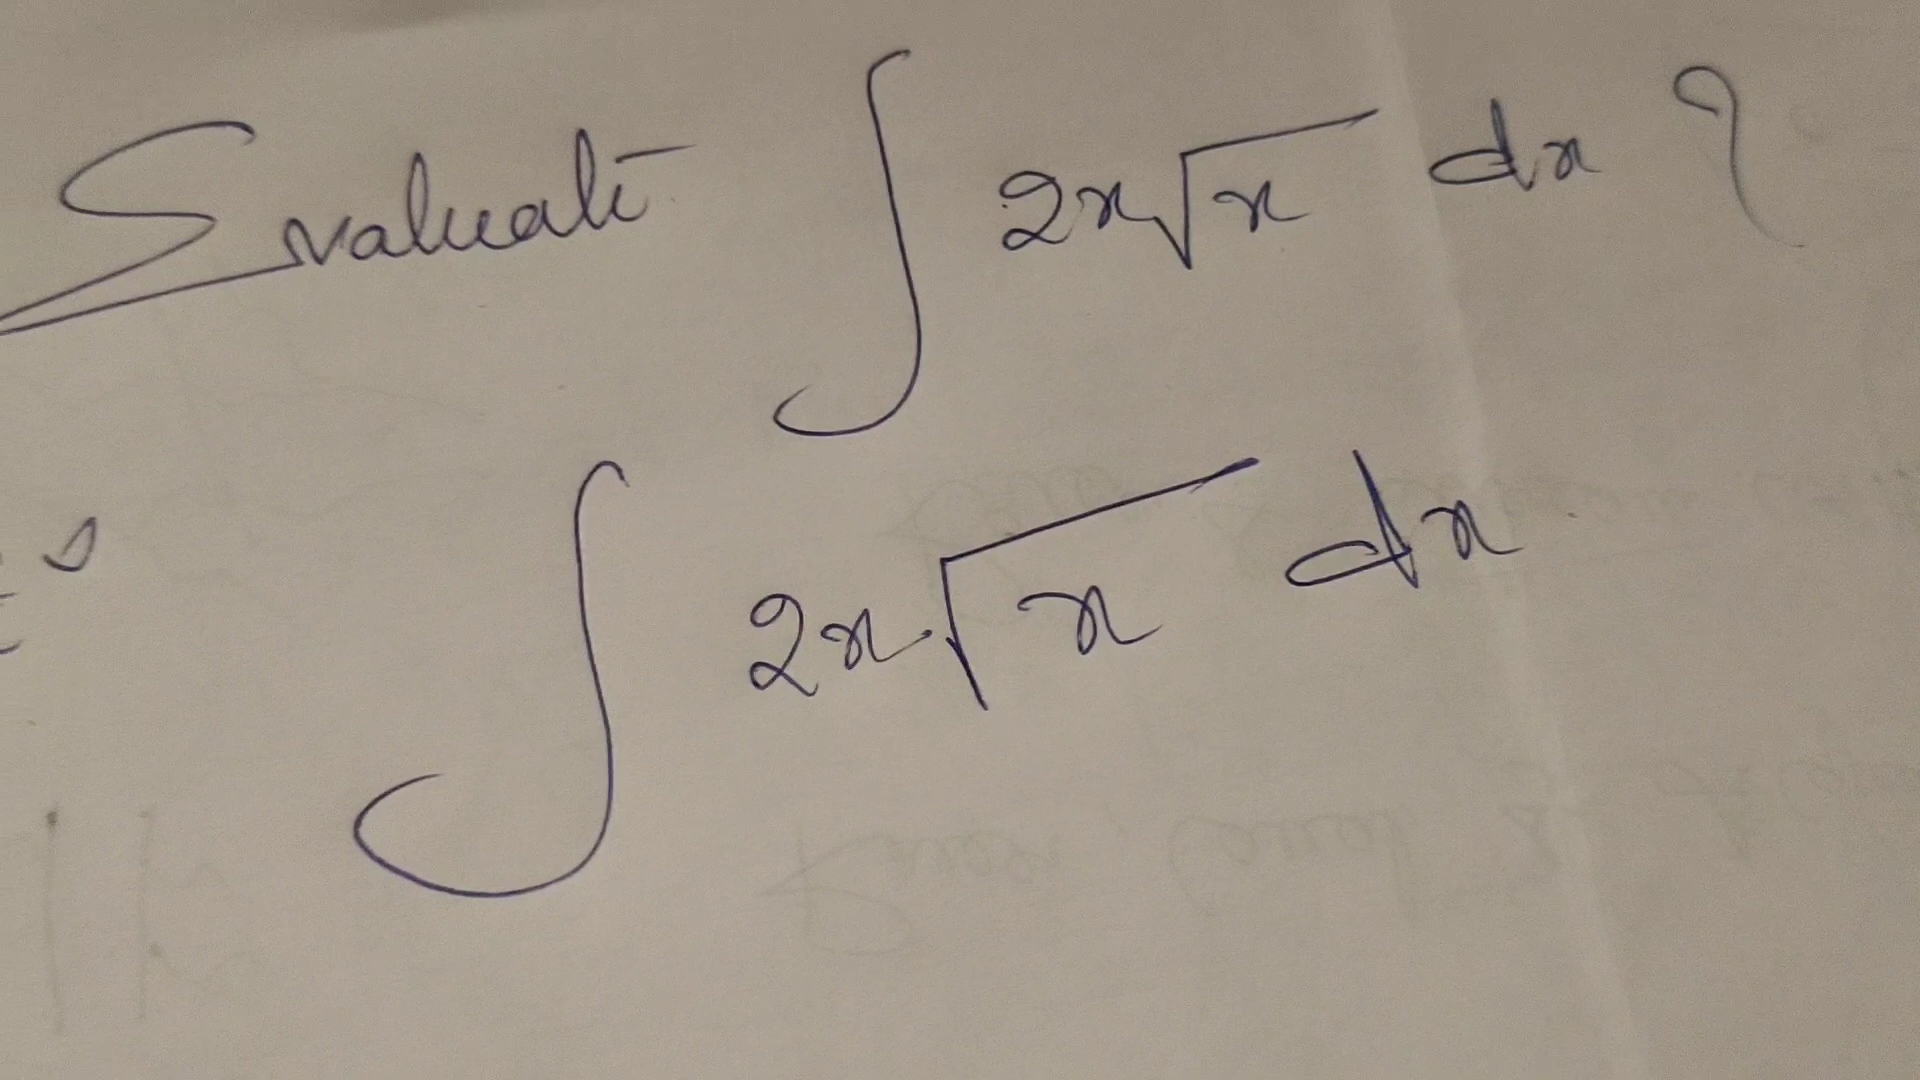 Evaluate ∫ 2x√x dx ?
∫ 2x√x dx